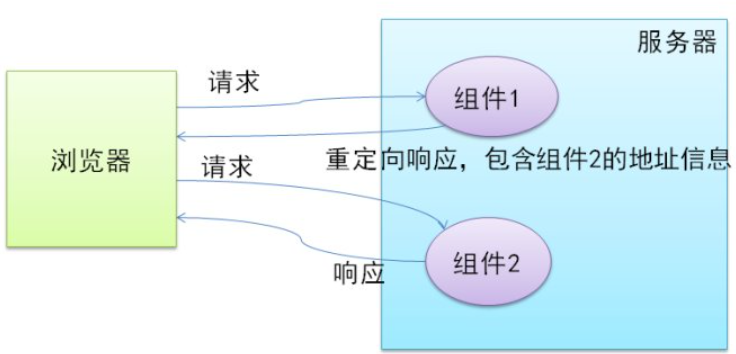 服务器
请求
组件1
浏览器
重定向响应，包含组件2的地址信息
请求
组件2
响应